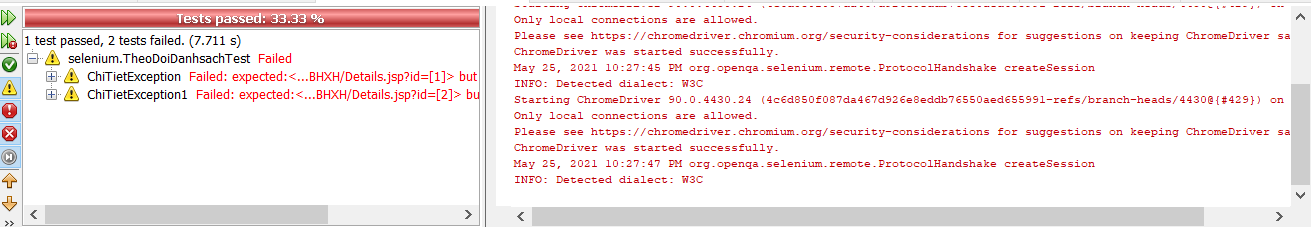 Tests passed: 33.33 %
1 test passed, 2 tests failed. (7.711 s)
selenium.TheoDoiDanhsachTest Failed
ChiTietException Failed: expected:<...BHXH/Details.jsp?id=[1]> but
ChiTietException1 Failed: expected:<...BHXH/Details.jsp?id=[2]> bu
Only local connections are allowed.
Please see https://chromedriver.chromium.org/security-considerations for suggestions on keeping ChromeDriver sa
ChromeDriver was started successfully.
May 25, 2021 10:27:45 PM org.openqa.selenium.remote.ProtocolHandshake createSession
INFO: Detected dialect: W3C
Starting ChromeDriver 90.0.4430.24 (4c6d850f087da467d926e8eddb76550aed655991-refs/branch-heads/4430@{#429}) on
Only local connections are allowed.
Please see https://chromedriver.chromium.org/security-considerations for suggestions on keeping ChromeDriver sa
ChromeDriver was started successfully.
May 25, 2021 10:27:47 PM org.openqa.selenium.remote.ProtocolHandshake createSession
INFO: Detected dialect: W3C